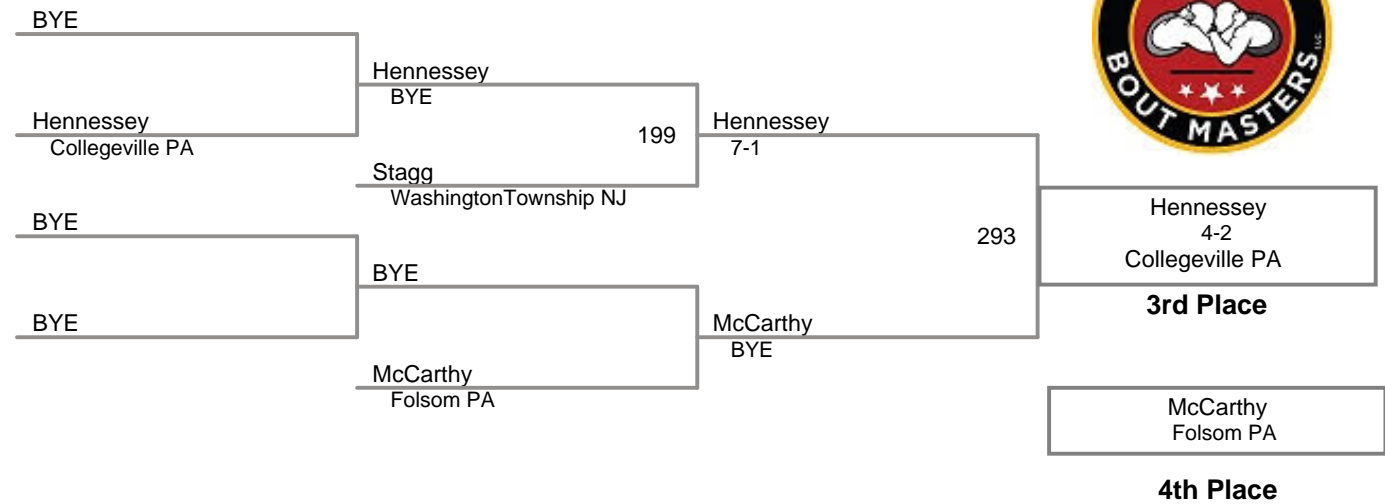 BYE
Hennessey
BYE
Hennessey
Collegeville PA
199
Hennessey
7-1
Stagg
WashingtonTownship NJ
BYE
BYE
BYE
McCarthy
BYE
McCarthy
Folsom PA
293
BOUT MASTERS LLC.
Hennessey
4-2
Collegeville PA
3rd Place
McCarthy
Folsom PA
4th Place